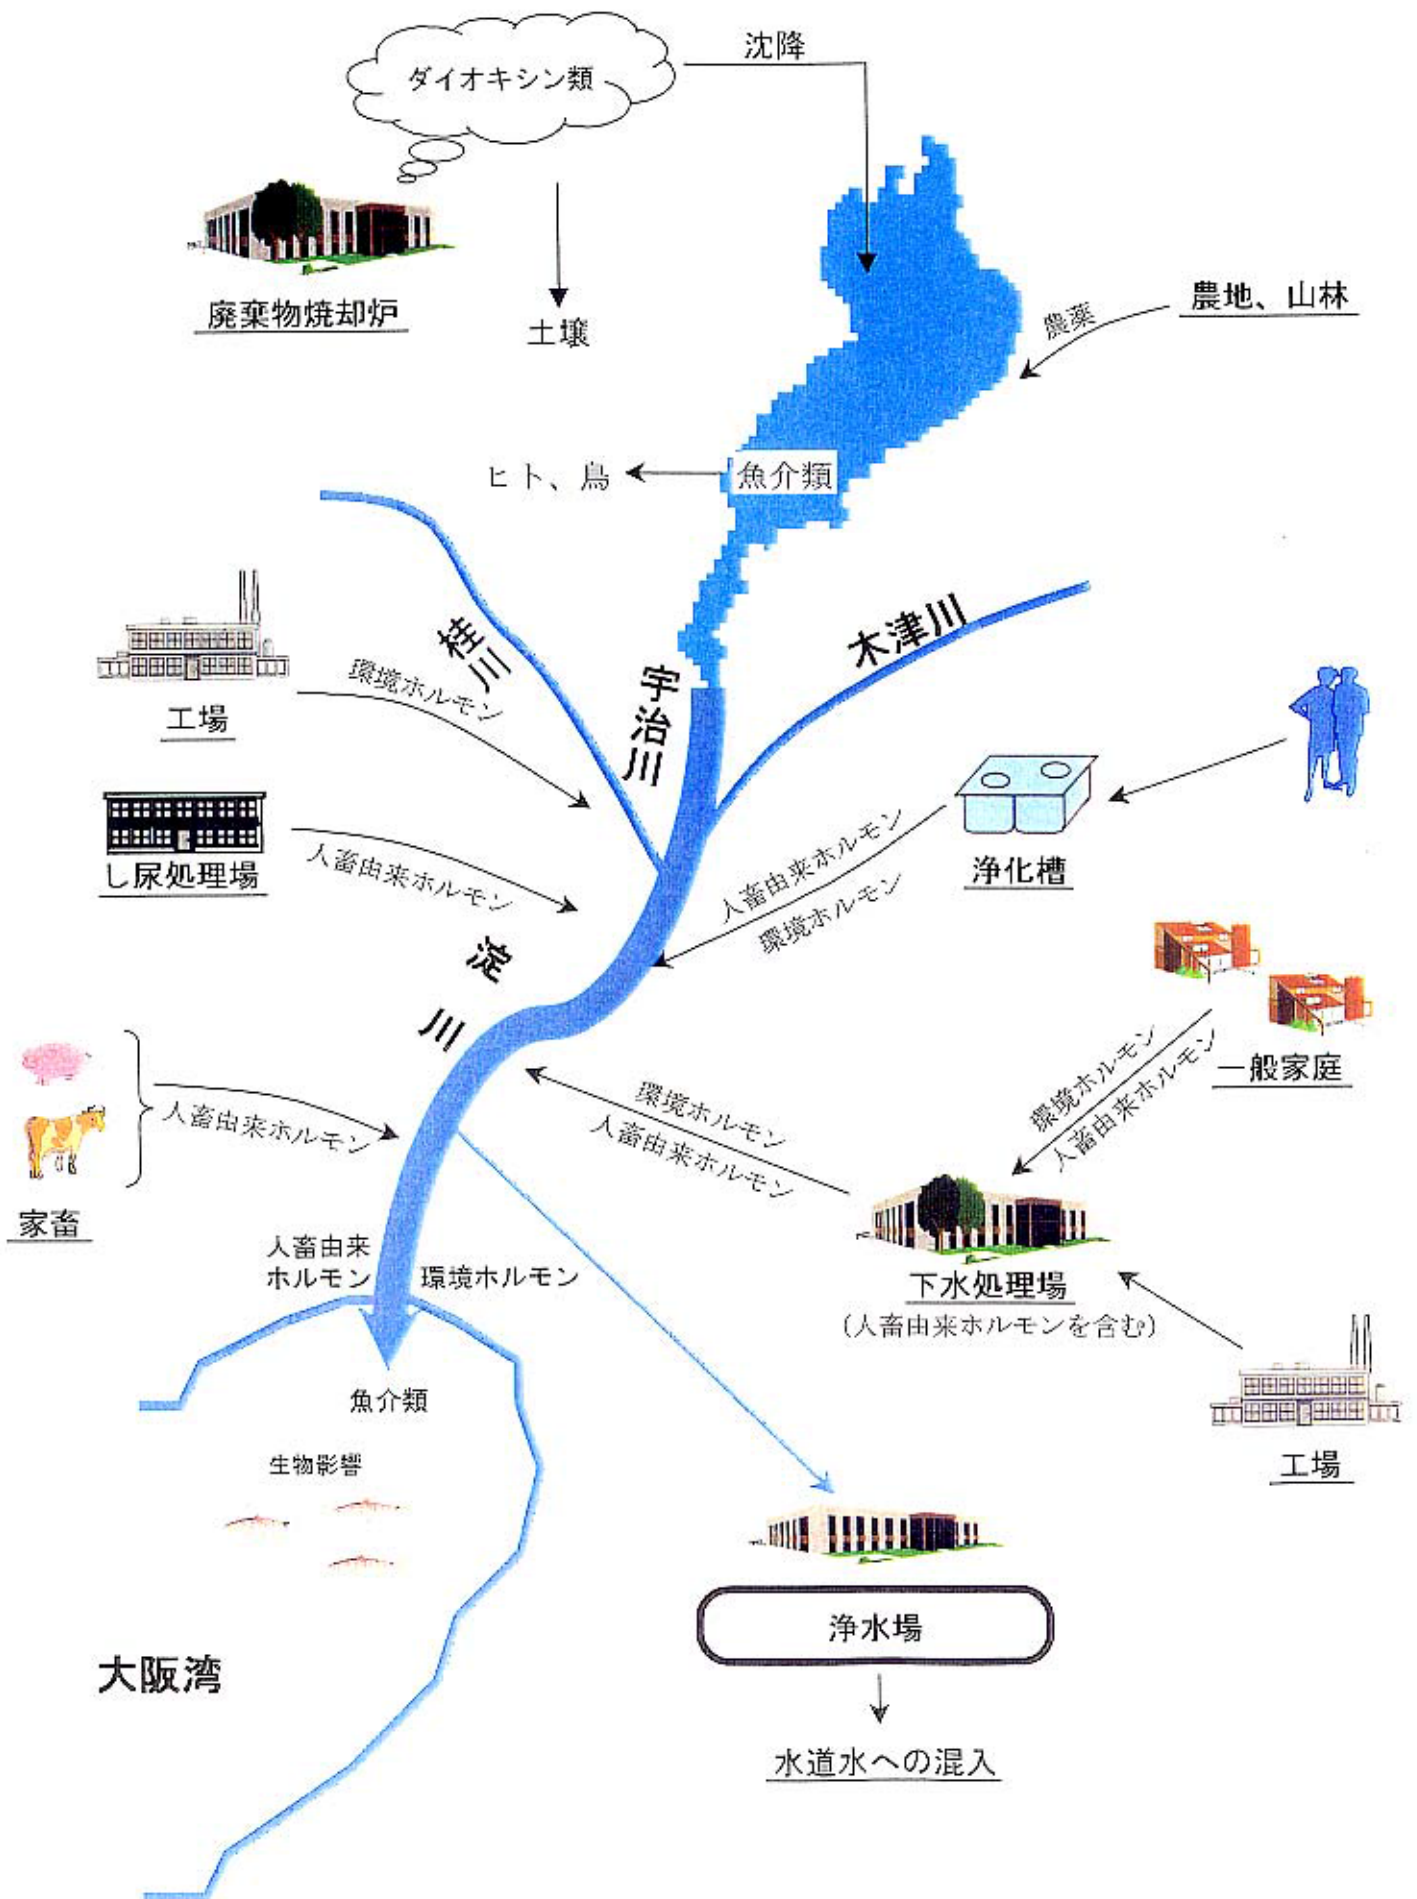 沈降
ダイオキシン類
廃棄物焼却炉
土壌
農地、山林
農薬
ヒト、鳥
魚介類
桂川
宇治川
木津川
工場
環境ホルモン
し尿処理場
人畜由来ホルモン
浄化槽
人畜由来ホルモン
環境ホルモン
淀川
一般家庭
環境ホルモン
人畜由来ホルモン
環境ホルモン
人畜由来ホルモン
人畜由来ホルモン
家畜
下水処理場
(人畜由来ホルモンを含む)
工場
人畜由来
ホルモン
環境ホルモン
魚介類
生物影響
大阪湾
浄水場
水道水への混入